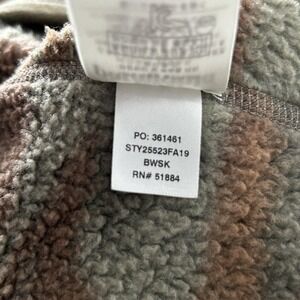 PO: 361461
STY25523FA19
BWSK
RN# 51884